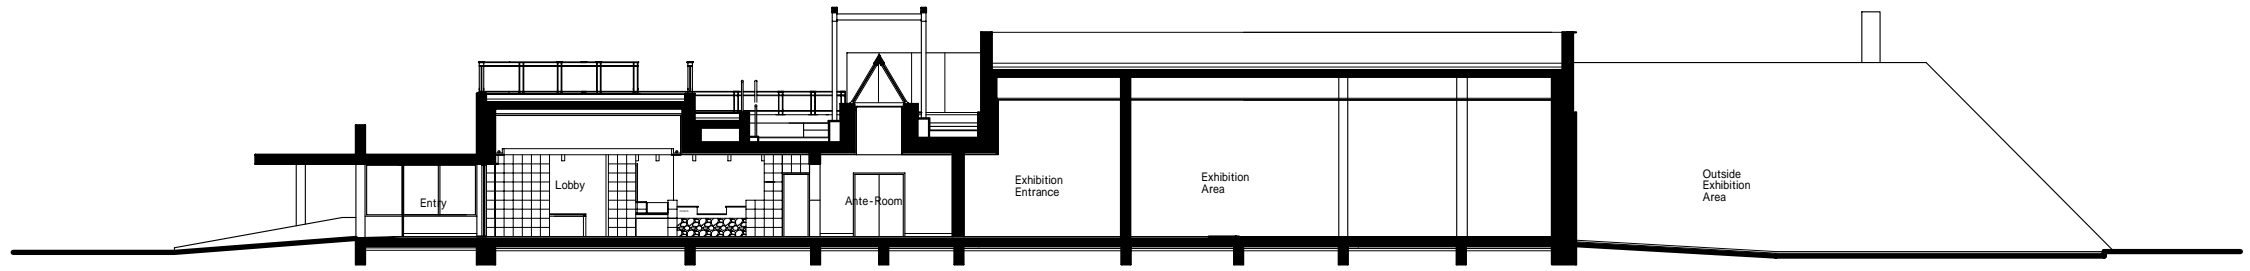 Entry
Lobby
Ante-Room
Exhibition
Entrance
Exhibition
Area
Outside
Exhibition
Area